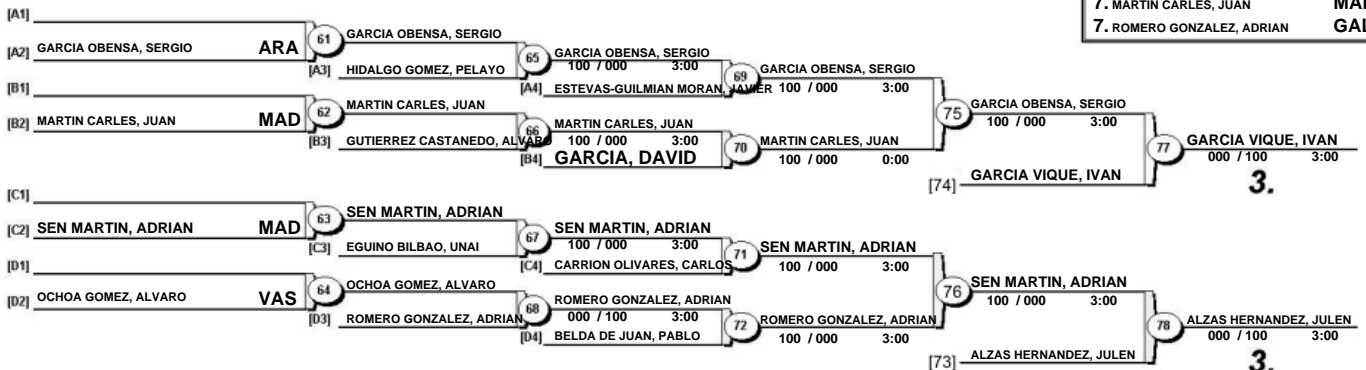 7. MARTIN CARLES, JUAN
7. ROMERO GONZALEZ, ADRIAN
[A1]
[A2] GARCIA OBENSA, SERGIO ARA
61 GARCIA OBENSA, SERGIO
[A3] HIDALGO GOMEZ, PELAYO
65 GARCIA OBENSA, SERGIO
100 / 000 3:00
[A4] ESTEVAS-GUILMIAN MORAN, JAVIER
69 GARCIA OBENSA, SERGIO
100 / 000 3:00
[B1]
[B2] MARTIN CARLES, JUAN MAD
62 MARTIN CARLES, JUAN
[B3] GUTIERREZ CASTANEDO, ALVARO
66 MARTIN CARLES, JUAN
100 / 000 3:00
[B4] GARCIA, DAVID
70 MARTIN CARLES, JUAN
100 / 000 0:00
75 GARCIA OBENSA, SERGIO
100 / 000 3:00
[74] GARCIA VIQUE, IVAN
77 GARCIA VIQUE, IVAN
000 / 100 3:00
3.
[C1]
[C2] SEN MARTIN, ADRIAN MAD
63 SEN MARTIN, ADRIAN
[C3] EGUINO BILBAO, UNAI
67 SEN MARTIN, ADRIAN
100 / 000 3:00
[C4] CARRION OLIVARES, CARLOS
71 SEN MARTIN, ADRIAN
100 / 000 3:00
[D1]
[D2] OCHOA GOMEZ, ALVARO VAS
64 OCHOA GOMEZ, ALVARO
[D3] ROMERO GONZALEZ, ADRIAN
68 ROMERO GONZALEZ, ADRIAN
000 / 100 3:00
[D4] BELDA DE JUAN, PABLO
72 ROMERO GONZALEZ, ADRIAN
100 / 000 3:00
76 SEN MARTIN, ADRIAN
100 / 000 3:00
[73] ALZAS HERNANDEZ, JULEN
78 ALZAS HERNANDEZ, JULEN
000 / 100 3:00
3.